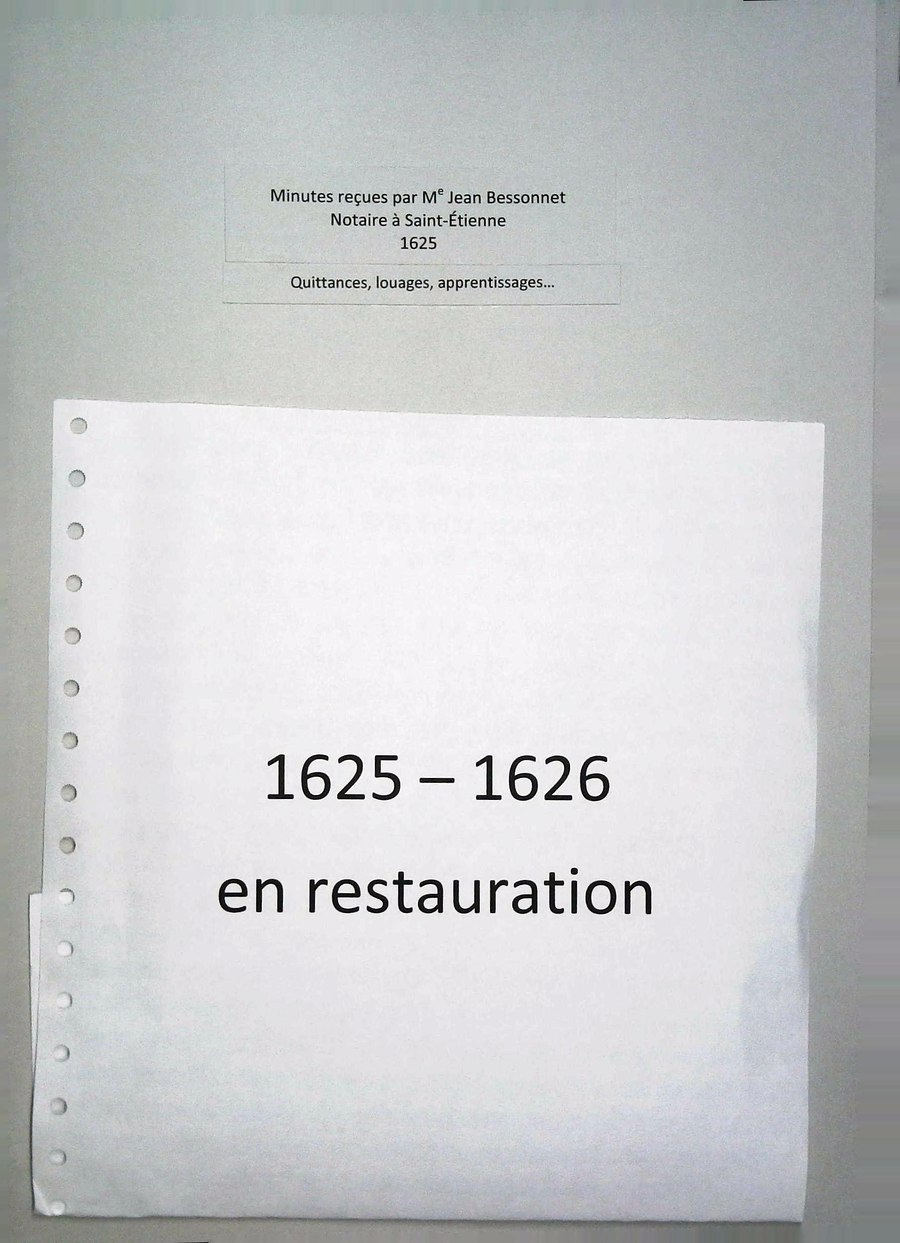 Minutes reçues par Mᵉ Jean Bessonnet
Notaire à Saint-Étienne
1625
Quittances, louages, apprentissages…
1625 – 1626
en restauration